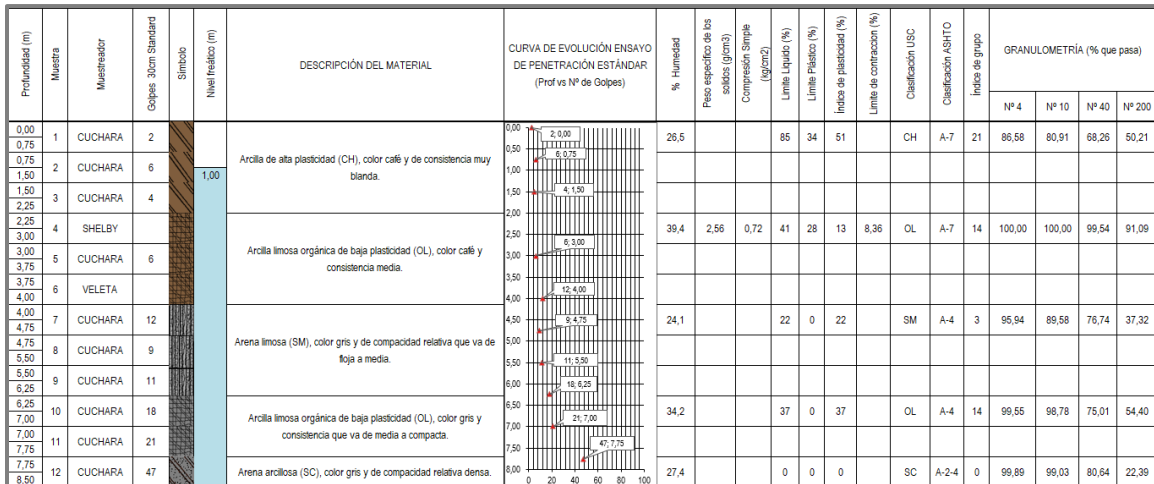 Profundidad (m) Muestra Muestreador Golpes 30cm Standard Símbolo Nivel freático (m) DESCRIPCIÓN DEL MATERIAL CURVA DE EVOLUCIÓN ENSAYO DE PENETRACIÓN ESTÁNDAR (Prof vs Nº de Golpes) % Humedad Peso especifico de los solidos (g/cm3) Compresión Simple (kg/cm2) Limite Liquido (%) Límite Plástico (%) Índice de plasticidad (%) Limite de contraccion (%) Clasificación USC Clasificación ASHTO Índice de grupo GRANULOMETRÍA (% que pasa)
Nº 4 Nº 10 Nº 40 Nº 200
0,00 0,75 1 CUCHARA 2 26,5 85 34 51 CH A-7 21 86,58 80,91 68,26 50,21
0,75 1,50 2 CUCHARA 6
1,00
Arcilla de alta plasticidad (CH), color café y de consistencia muy
blanda.
1,50 2,25 3 CUCHARA 4
2,25 3,00 4 SHELBY 39,4 2,56 0,72 41 28 13 8,36 OL A-7 14 100,00 100,00 99,54 91,09
Arcilla limosa orgánica de baja plasticidad (OL), color café y
consistencia media.
3,00 3,75 5 CUCHARA 6
3,75 4,00 6 VELETA
4,00 4,75 7 CUCHARA 12 24,1 22 0 22 SM A-4 3 95,94 89,58 76,74 37,32
Arena limosa (SM), color gris y de compacidad relativa que va de
floja a media.
4,75 5,50 8 CUCHARA 9
5,50 6,25 9 CUCHARA 11
6,25 7,00 10 CUCHARA 18 34,2 37 0 37 OL A-4 14 99,55 98,78 75,01 54,40
Arcilla limosa orgánica de baja plasticidad (OL), color gris y
consistencia que va de media a compacta.
7,00 7,75 11 CUCHARA 21
7,75 8,50 12 CUCHARA 47 Arena arcillosa (SC), color gris y de compacidad relativa densa. 27,4 0 0 0 SC A-2-4 0 99,89 99,03 80,64 22,39
0,00
0,50
1,00
1,50
2,00
2,50
3,00
3,50
4,00
4,50
5,00
5,50
6,00
6,50
7,00
7,50
8,00
2; 0,00
6; 0,75
4; 1,50
6; 3,00
12; 4,00
9; 4,75
11; 5,50
18; 6,25
21; 7,00
47; 7,75
0 20 40 60 80 100